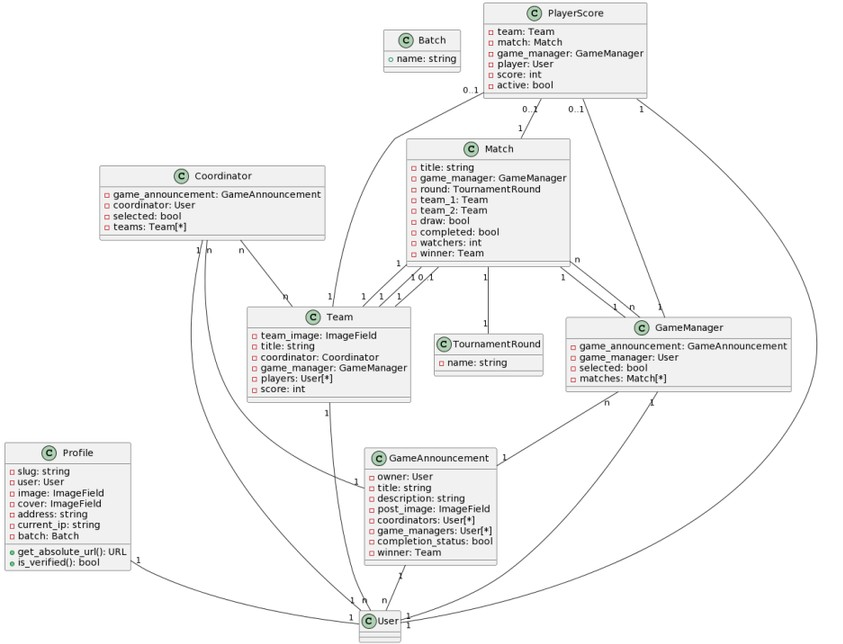 C PlayerScore
team: Team
match: Match
game_manager: GameManager
player: User
score: int
active: bool
C Batch
name: string
0..1
0..1
0..1
1
1
C Match
title: string
game_manager: GameManager
round: TournamentRound
team_1: Team
team_2: Team
draw: bool
completed: bool
watchers: int
winner: Team
C Coordinator
game_announcement: GameAnnouncement
coordinator: User
selected: bool
teams: Team[*]
1 n
n
1
1 0..1
1
1
n
n
1
1
1
1
1
n
1
C Team
team_image: ImageField
title: string
coordinator: Coordinator
game_manager: GameManager
players: User[*]
score: int
C TournamentRound
name: string
1
C GameManager
game_announcement: GameAnnouncement
game_manager: User
selected: bool
matches: Match[*]
1
n
1
C Profile
slug: string
user: User
image: ImageField
cover: ImageField
address: string
current_ip: string
batch: Batch
get_absolute_url(): URL
is_verified(): bool
1
C GameAnnouncement
owner: User
title: string
description: string
post_image: ImageField
coordinators: User[*]
game_managers: User[*]
completion_status: bool
winner: Team
1
1
1
1
1 n n
1
1
1
C User